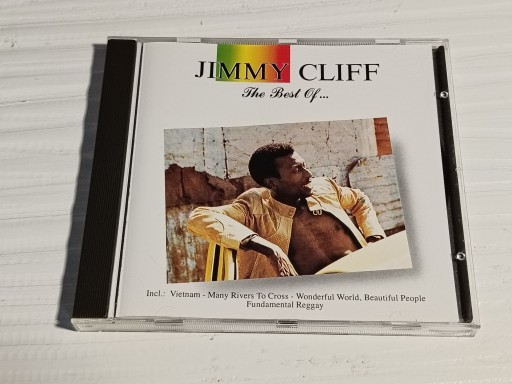 JIMMY CLIFF
The Best Of...
Incl.: Vietnam - Many Rivers To Cross - Wonderful World, Beautiful People
Fundamental Reggay